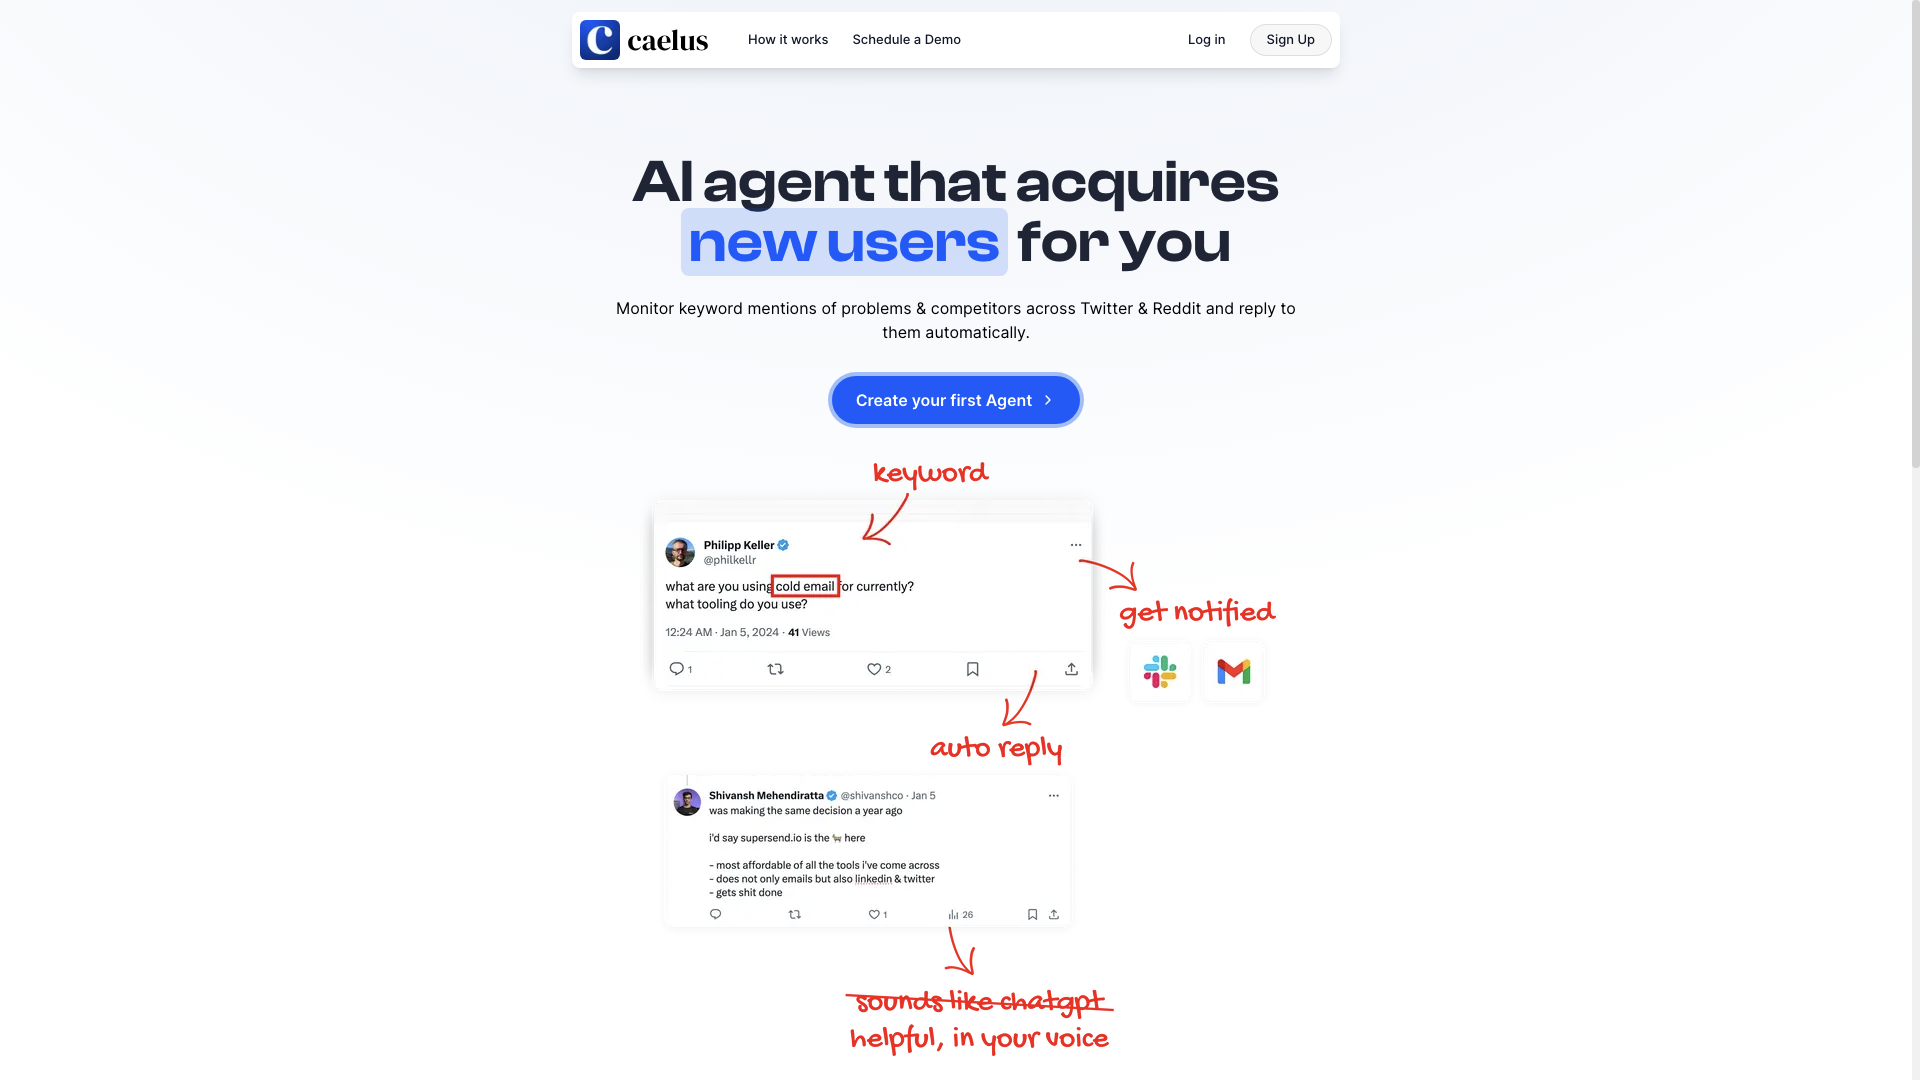 caelus
How it works
Schedule a Demo
Log in
Sign Up
AI agent that acquires
new users for you
Monitor keyword mentions of problems & competitors across Twitter & Reddit and reply to
them automatically.
Create your first Agent
keyword
Philipp Keller
@philkellr
what are you using cold email for currently?
what tooling do you use?
12:24 AM · Jan 5, 2024 · 41 Views
1
2
get notified
auto reply
Shivansh Mehendiratta @shivanshco · Jan 5
was making the same decision a year ago
i'd say supersend.io is the 🐐 here
- most affordable of all the tools i've come across
- does not only emails but also linkedin & twitter
- gets shit done
1
26
sounds like chatgpt
helpful, in your voice